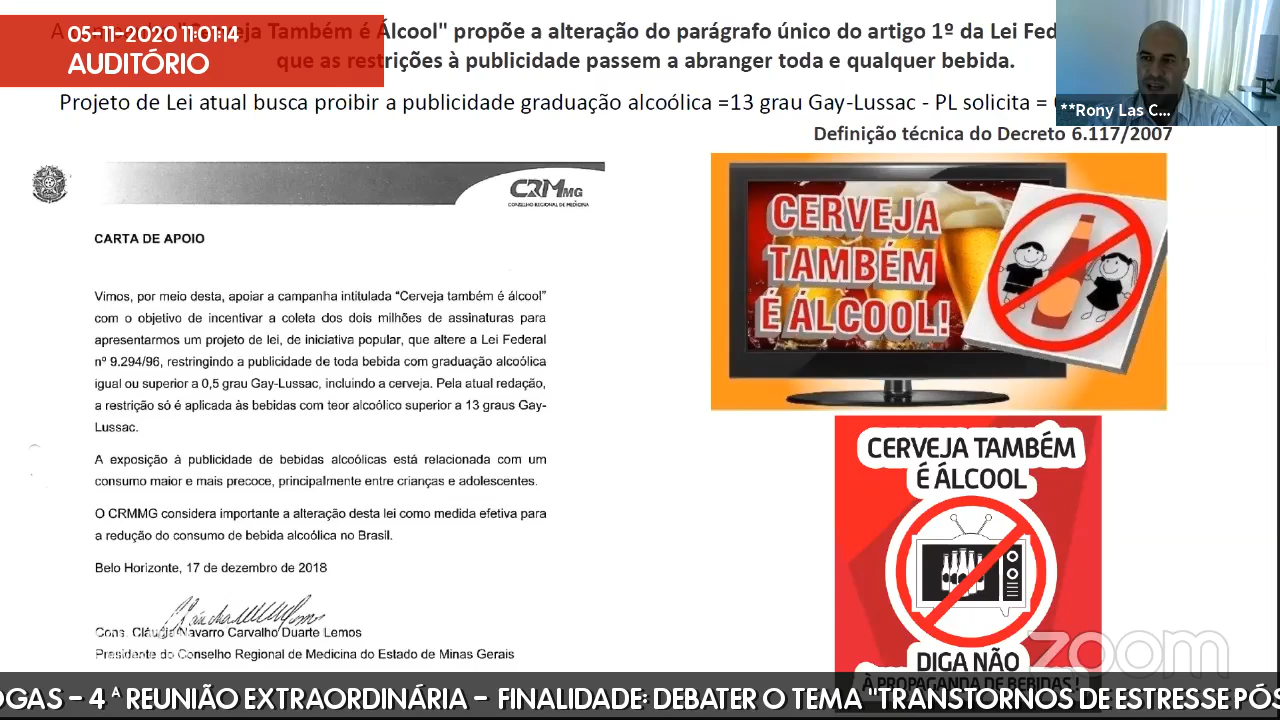 05-11-2020 11:01:14
AUDITÓRIO
A Também é Álcool" propõe a alteração do parágrafo único do artigo 1º da Lei Fed
que as restrições à publicidade passem a abranger toda e qualquer bebida.
Projeto de Lei atual busca proibir a publicidade graduação alcoólica =13 grau Gay-Lussac - PL solicita =
**Rony Las C...
Definição técnica do Decreto 6.117/2007
CRMMG
CONSELHO REGIONAL DE MEDICINA
CARTA DE APOIO
Vimos, por meio desta, apoiar a campanha intitulada "Cerveja também é álcool"
com o objetivo de incentivar a coleta dos dois milhões de assinaturas para
apresentarmos um projeto de lei, de iniciativa popular, que altere a Lei Federal
nº 9.294/96, restringindo a publicidade de toda bebida com graduação alcoólica
igual ou superior a 0,5 grau Gay-Lussac, incluindo a cerveja. Pela atual redação,
a restrição só é aplicada às bebidas com teor alcoólico superior a 13 graus Gay-
Lussac.
A exposição à publicidade de bebidas alcoólicas está relacionada com um
consumo maior e mais precoce, principalmente entre crianças e adolescentes.
O CRMMG considera importante a alteração desta lei como medida efetiva para
a redução do consumo de bebida alcoólica no Brasil.
Belo Horizonte, 17 de dezembro de 2018
Cons. Cláudia Navarro Carvalho Duarte Lemos
Presidente do Conselho Regional de Medicina do Estado de Minas Gerais
CERVEJA
TAMBÉM
É ÁLCOOL!
CERVEJA TAMBÉM
É ÁLCOOL
DIGA NÃO
À PROPAGANDA DE BEBIDAS !
zoom
OGAS – 4 ª REUNIÃO EXTRAORDINÁRIA – FINALIDADE: DEBATER O TEMA "TRANSTORNOS DE ESTRESSE PÓS